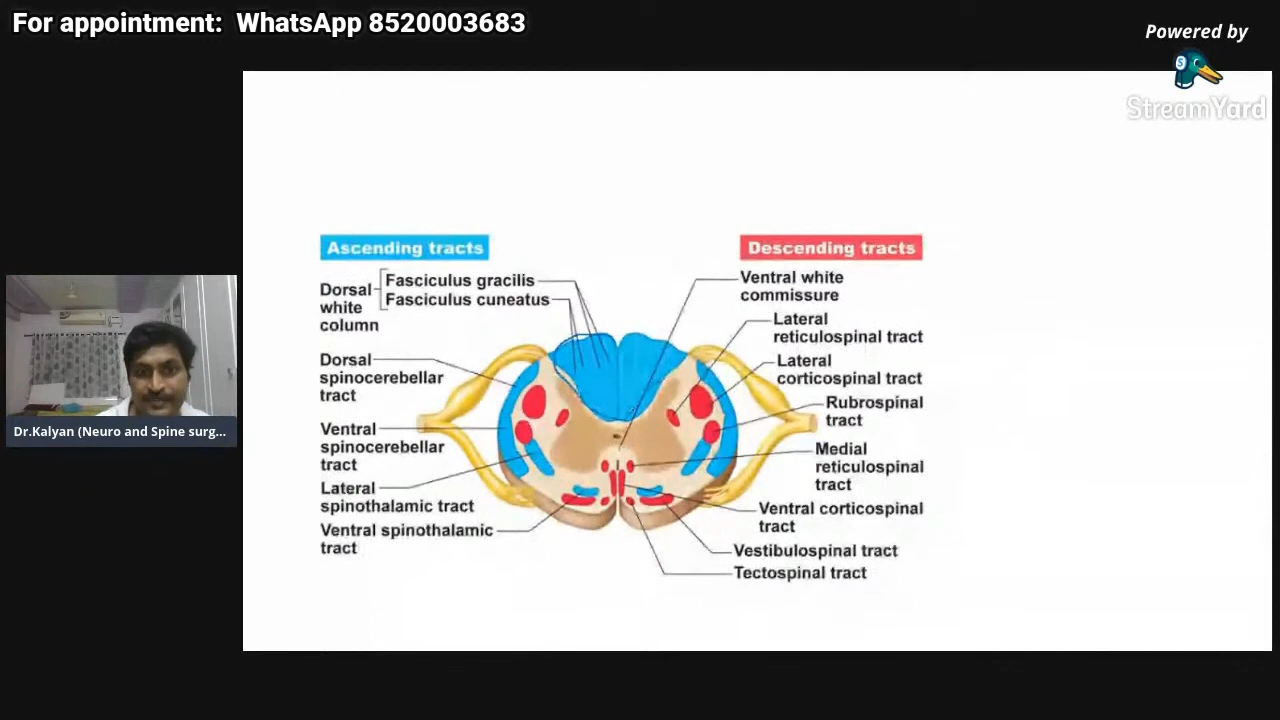 For appointment: WhatsApp 8520003683
Powered by
S
StreamYard
Ascending tracts
Descending tracts
Dorsal
white
column
Fasciculus gracilis
Fasciculus cuneatus
Dorsal
spinocerebellar
tract
Ventral
spinocerebellar
tract
Lateral
spinothalamic tract
Ventral spinothalamic
tract
Ventral white
commissure
Lateral
reticulospinal tract
Lateral
corticospinal tract
Rubrospinal
tract
Medial
reticulospinal
tract
Ventral corticospinal
tract
Vestibulospinal tract
Tectospinal tract
Dr.Kalyan (Neuro and Spine surg...